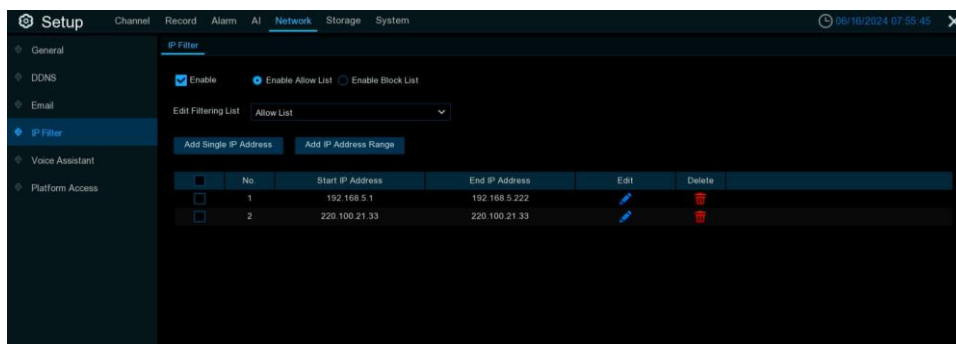 Setup Channel Record Alarm AI Network Storage System 06/16/2024 07:55:45
General
DDNS
Email
IP Filter
Voice Assistant
Platform Access
IP Filter
Enable Enable Allow List Enable Block List
Edit Filtering List Allow List
Add Single IP Address Add IP Address Range
No. Start IP Address End IP Address Edit Delete
1 192.168.5.1 192.168.5.222
2 220.100.21.33 220.100.21.33